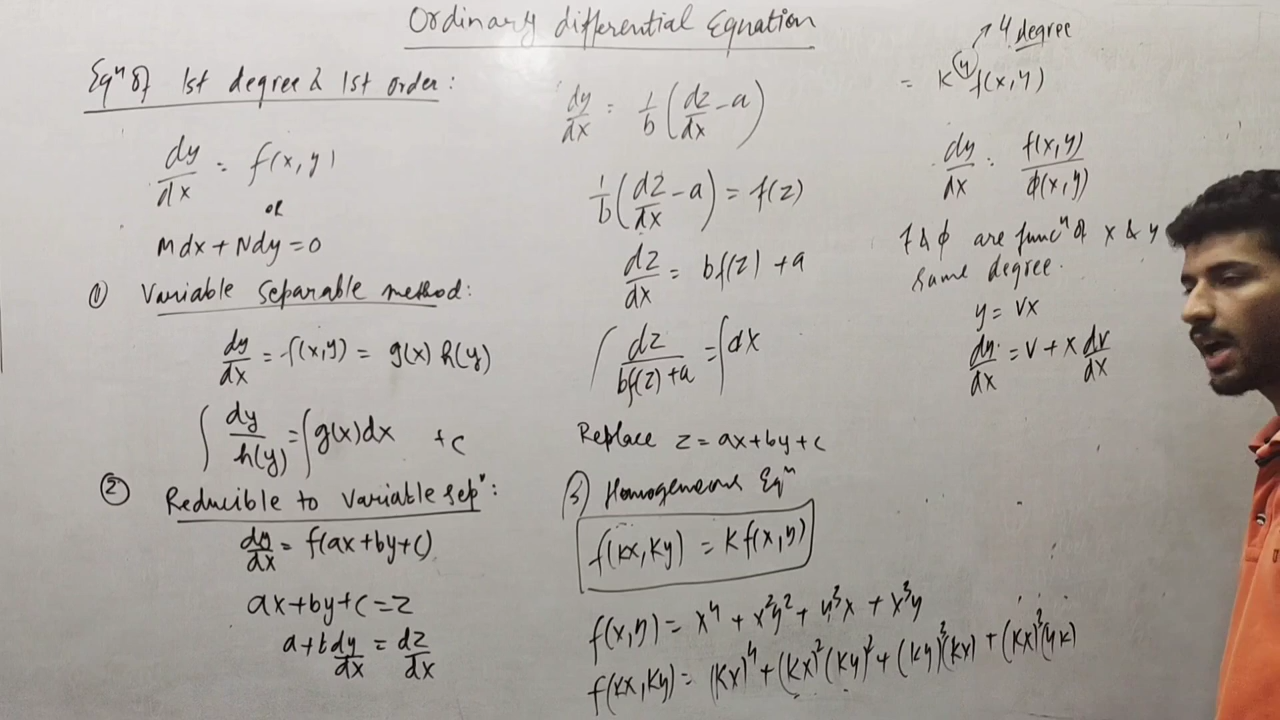 Ordinary differential Equation
Eqⁿ of 1st degree & 1st order:
dy/dx = f(x,y)
or
Mdx + Ndy = 0
① Variable Separable method:
dy/dx = f(x,y) = g(x) h(y)
∫ dy/h(y) = ∫ g(x)dx + c
② Reducible to Variable sepʳ:
dy/dx = f(ax+by+c)
ax+by+c = z
a+b dy/dx = dz/dx
dy/dx = 1/b (dz/dx - a)
1/b (dz/dx - a) = f(z)
dz/dx = bf(z) + a
∫ dz/bf(z)+a = ∫ dx
Replace z = ax+by+c
③ Homogeneous Eqⁿ
f(kx, ky) = k f(x,y)
f(x,y) = x⁴ + x²y² + y³x + x³y
f(kx, ky) = (kx)⁴ + (kx)²(ky)² + (ky)³(kx) + (kx)³(yk)
↗ 4 degree
= k⁴ f(x,y)
dy/dx = f(x,y)/ϕ(x,y)
f & ϕ are funcⁿ of x & y
same degree.
y = vx
dy/dx = v + x dv/dx